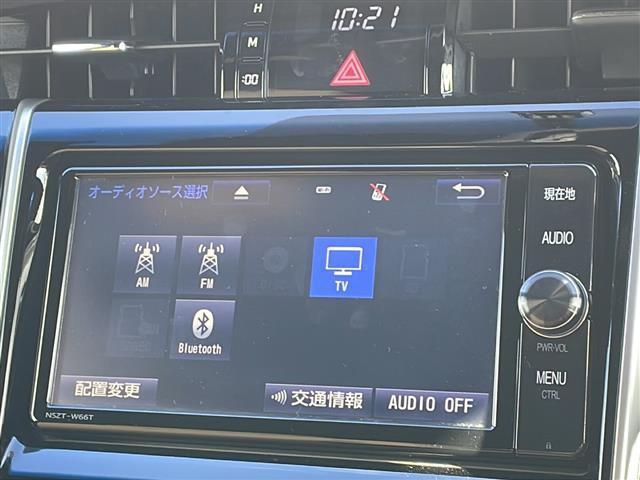 H
10:21
M
:00
オーディオソース選択
現在地
AM
FM
TV
AUDIO
Bluetooth
PWR·VOL
配置変更
交通情報
AUDIO OFF
MENU
CTRL
NSZT-W66T